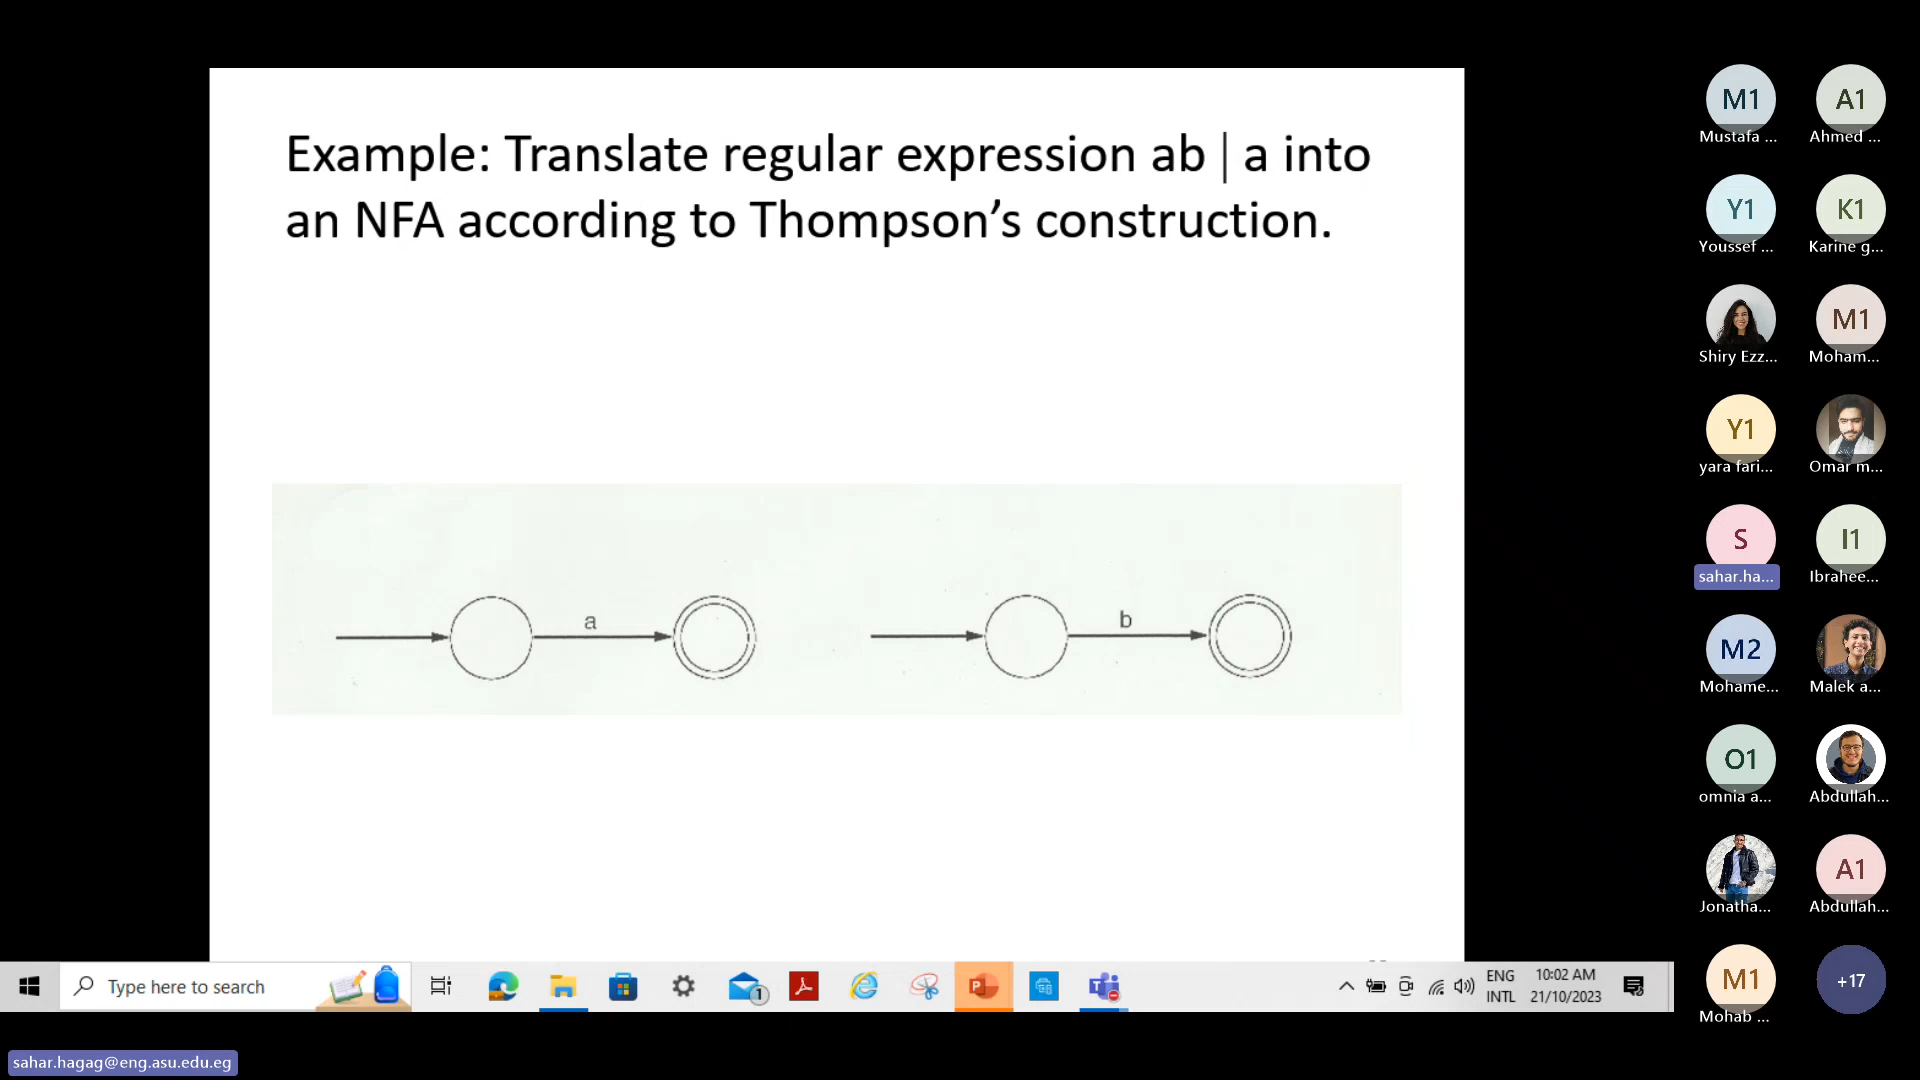 Example: Translate regular expression ab | a into
an NFA according to Thompson’s construction.
a
b
M1
Mustafa ...
A1
Ahmed ...
Y1
Youssef ...
K1
Karine g...
Shiry Ezz...
M1
Moham...
Y1
yara fari...
Omar m...
S
sahar.ha...
I1
Ibrahee...
M2
Mohame...
Malek a...
O1
omnia a...
Abdullah...
Jonatha...
A1
Abdullah...
M1
Mohab ...
+17
Type here to search
1
ENG
INTL
10:02 AM
21/10/2023
sahar.hagag@eng.asu.edu.eg